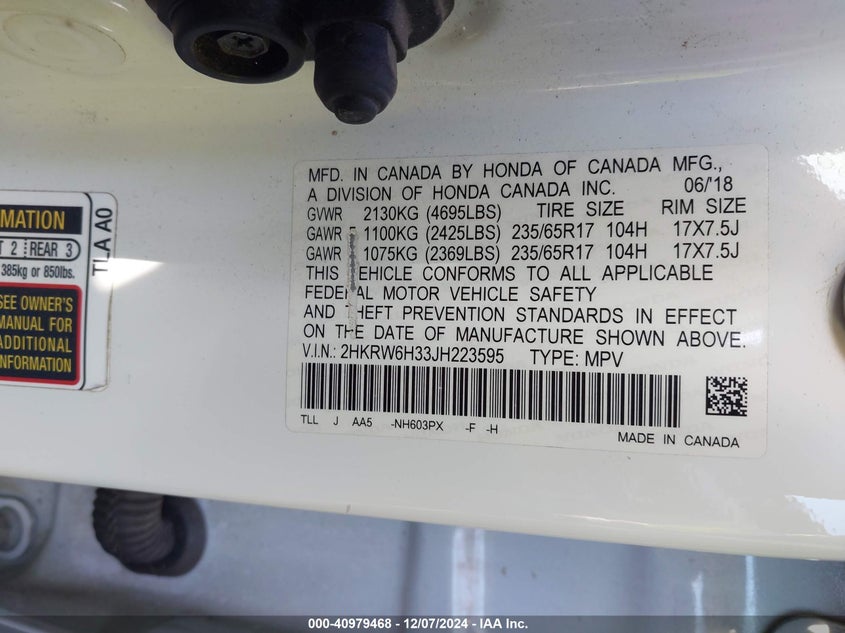 MFD. IN CANADA BY HONDA OF CANADA MFG.,
A DIVISION OF HONDA CANADA INC. 06/'18
GVWR 2130KG (4695LBS) TIRE SIZE RIM SIZE
GAWR F 1100KG (2425LBS) 235/65R17 104H 17X7.5J
GAWR 1075KG (2369LBS) 235/65R17 104H 17X7.5J
THIS VEHICLE CONFORMS TO ALL APPLICABLE
FEDERAL MOTOR VEHICLE SAFETY
AND THEFT PREVENTION STANDARDS IN EFFECT
ON THE DATE OF MANUFACTURE SHOWN ABOVE.
V.I.N.: 2HKRW6H33JH223595 TYPE: MPV
TLL J AA5 -NH603PX -F -H
MADE IN CANADA
MATION
2 REAR 3
385kg or 850lbs.
SEE OWNER'S
MANUAL FOR
ADDITIONAL
INFORMATION
TLA A0
000-40979468 - 12/07/2024 - IAA Inc.